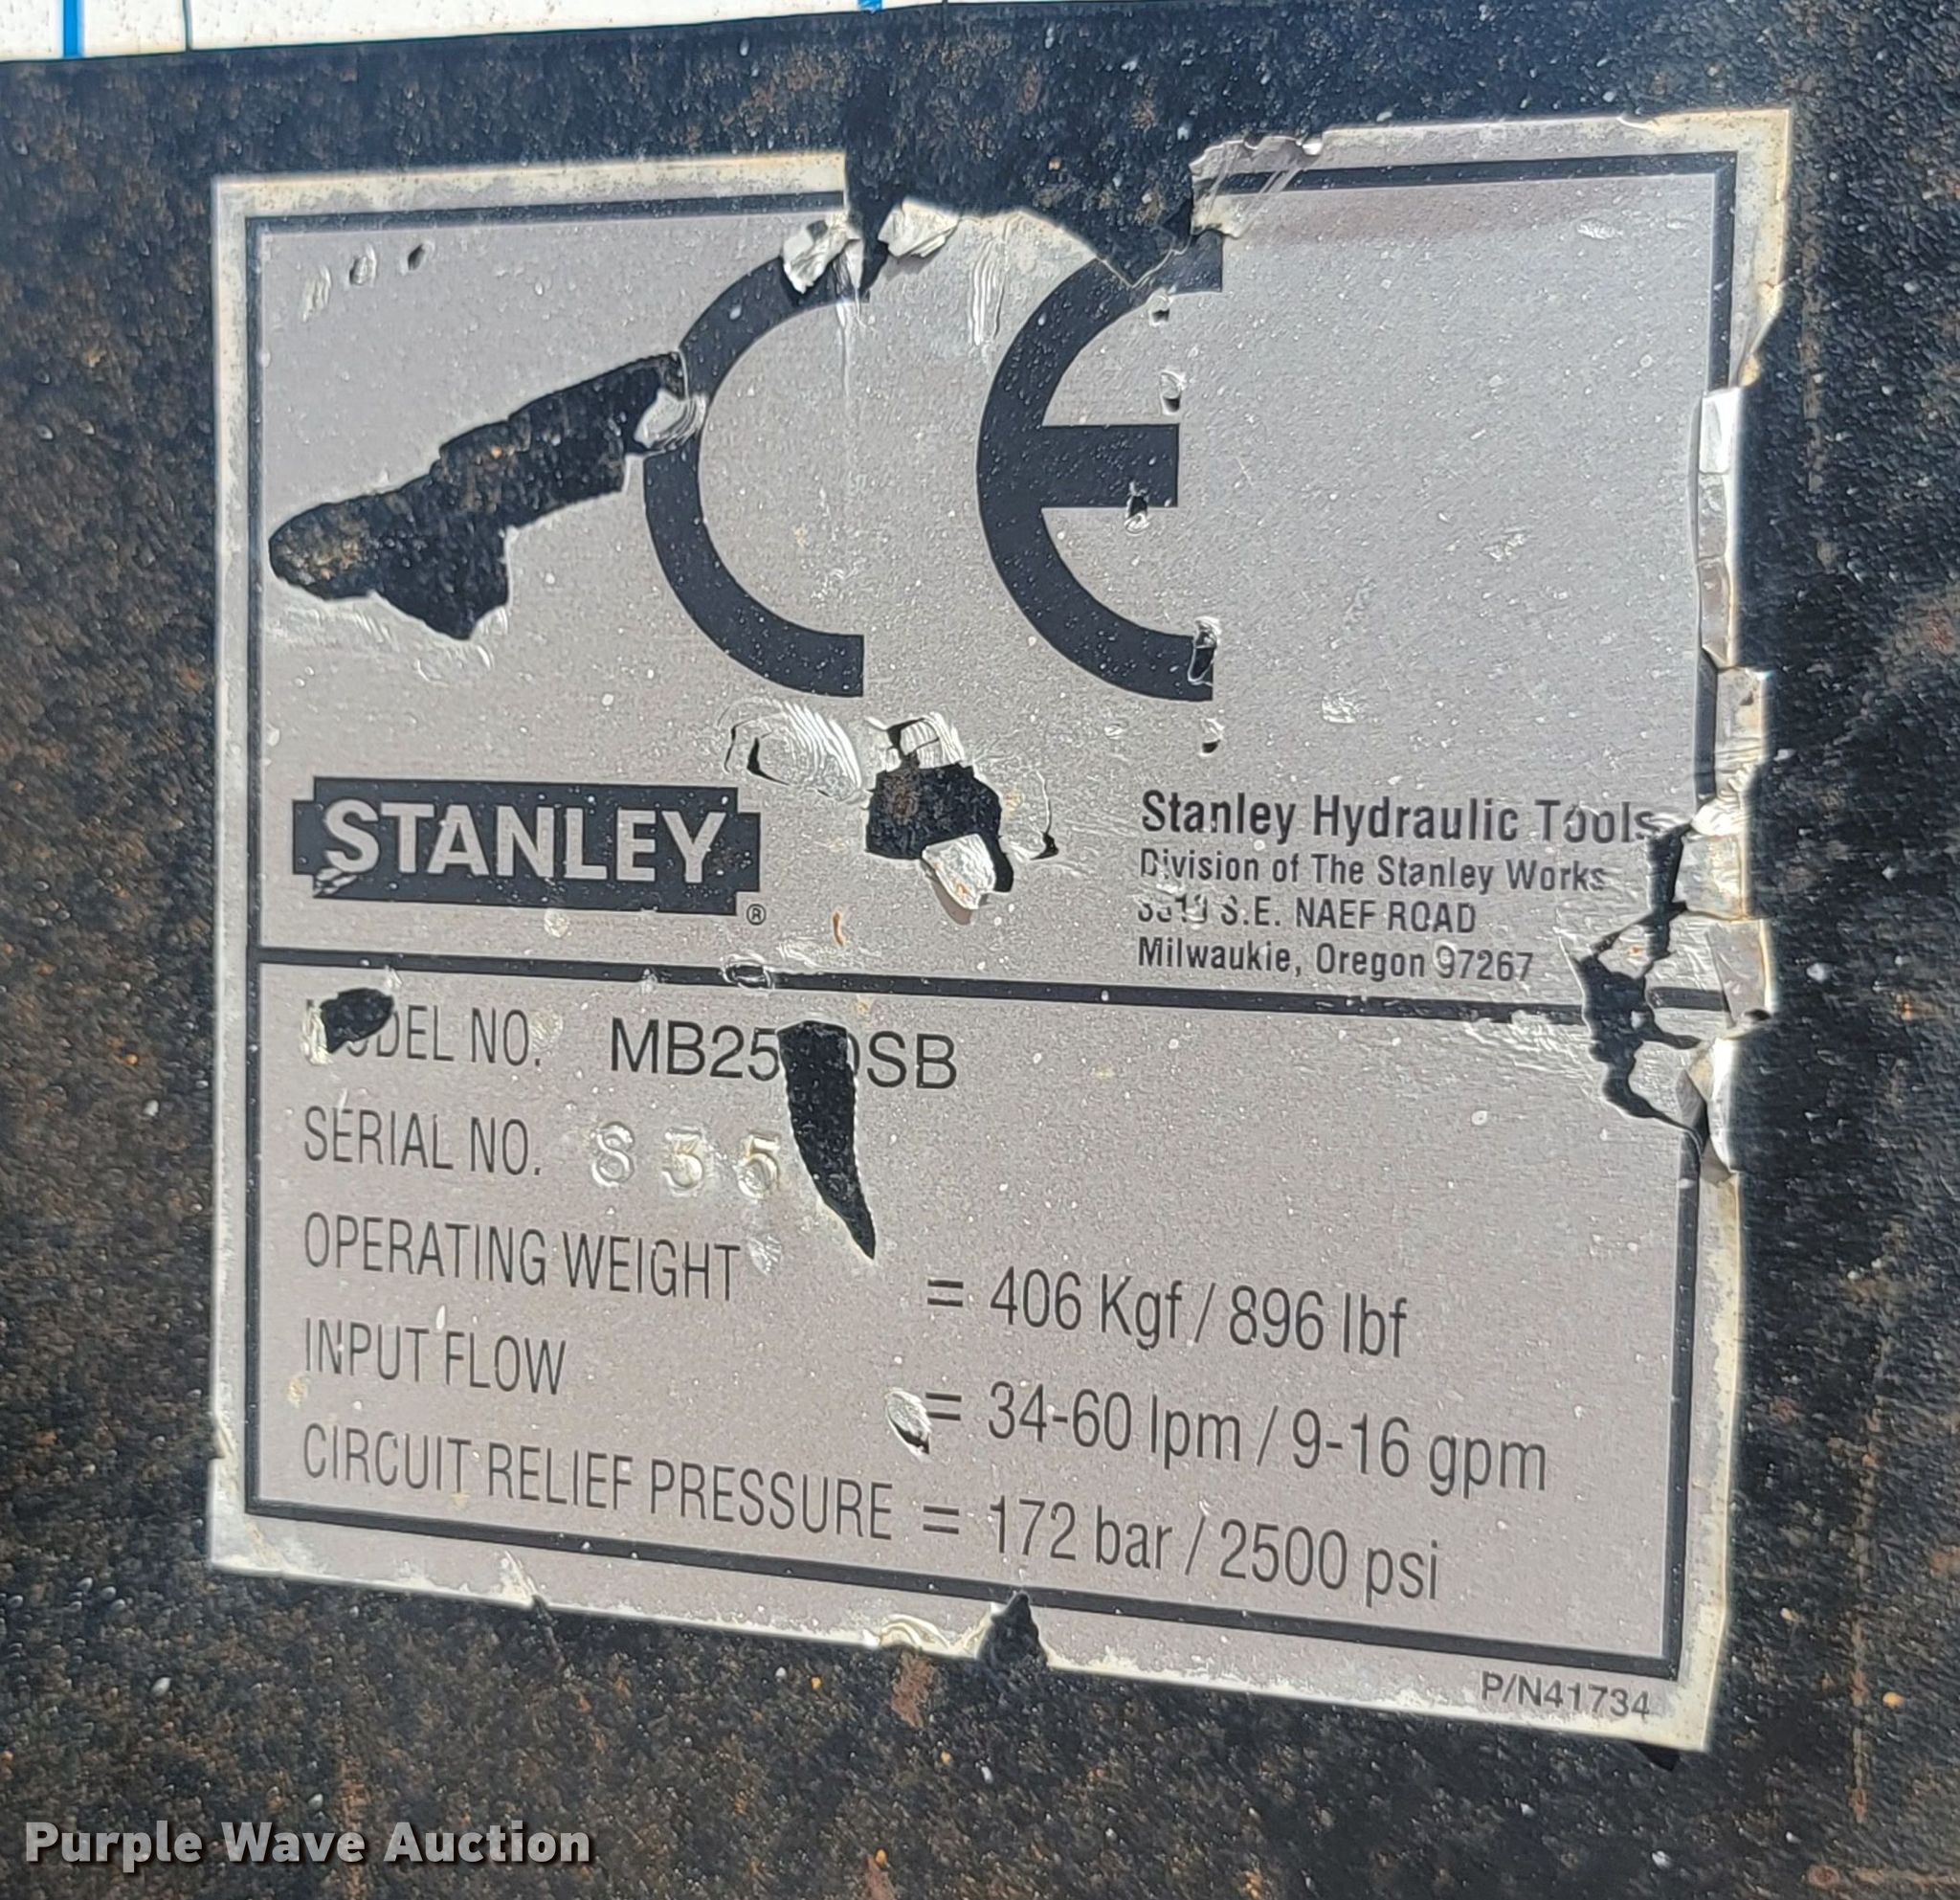 CE
STANLEY
®
Stanley Hydraulic Tools
Division of The Stanley Works
S.E. NAEF ROAD
Milwaukie, Oregon 97267
MODEL NO.
SERIAL NO.
OPERATING WEIGHT = 406 Kgf / 896 lbf
INPUT FLOW = 34-60 lpm / 9-16 gpm
CIRCUIT RELIEF PRESSURE = 172 bar / 2500 psi
P/N41734
Purple Wave Auction